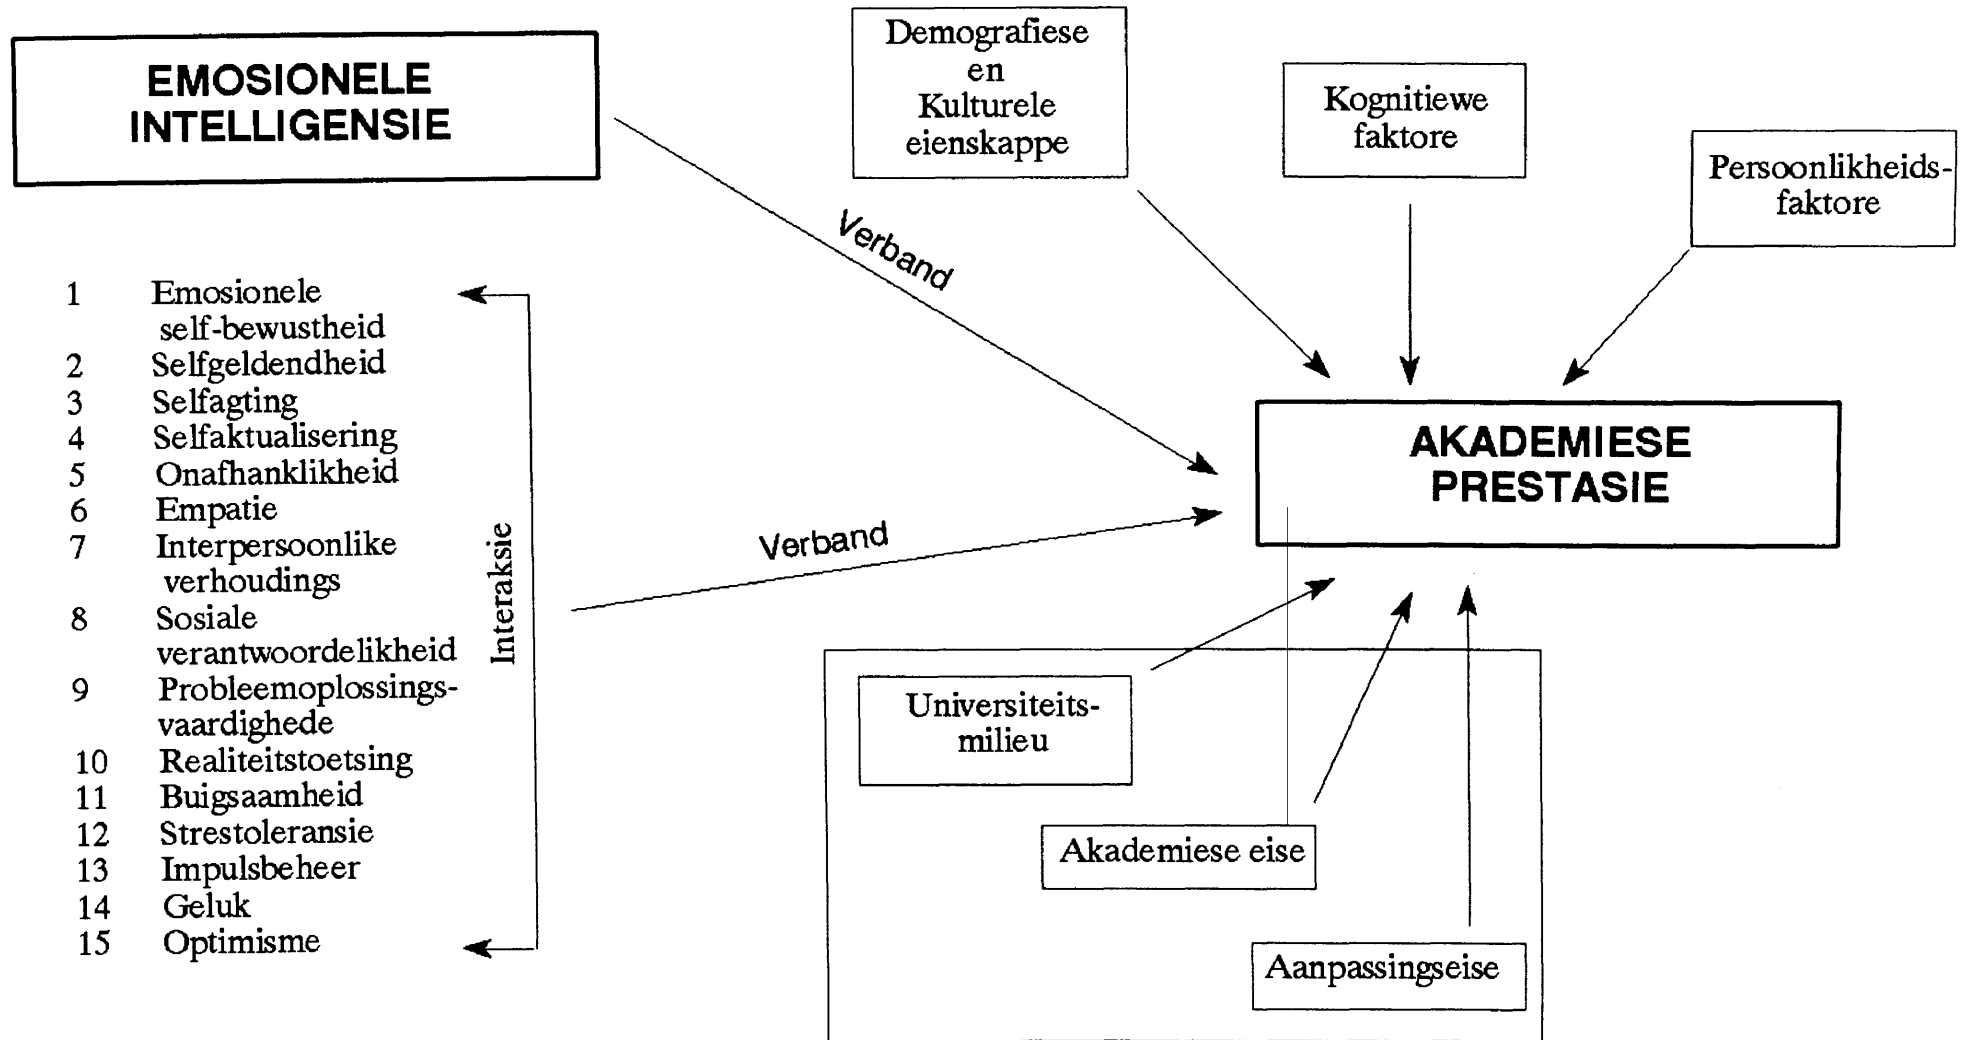 EMOSIONELE
INTELLIGENSIE
Demografiese
en
Kulturele
eienskappe
Kognitiewe
faktore
Persoonlikheids-
faktore
Verband
1 Emosionele
self-bewustheid
2 Selfgeldendheid
3 Selfagting
4 Selfaktualisering
5 Onafhanklikheid
6 Empatie
7 Interpersoonlike
verhoudings
8 Sosiale
verantwoordelikheid
9 Probleemoplossings-
vaardighede
10 Realiteitstoetsing
11 Buigsaamheid
12 Strestoleransie
13 Impulsbeheer
14 Geluk
15 Optimisme
Interaksie
Verband
AKADEMIESE
PRESTASIE
Universiteits-
milieu
Akademiese eise
Aanpassingseise